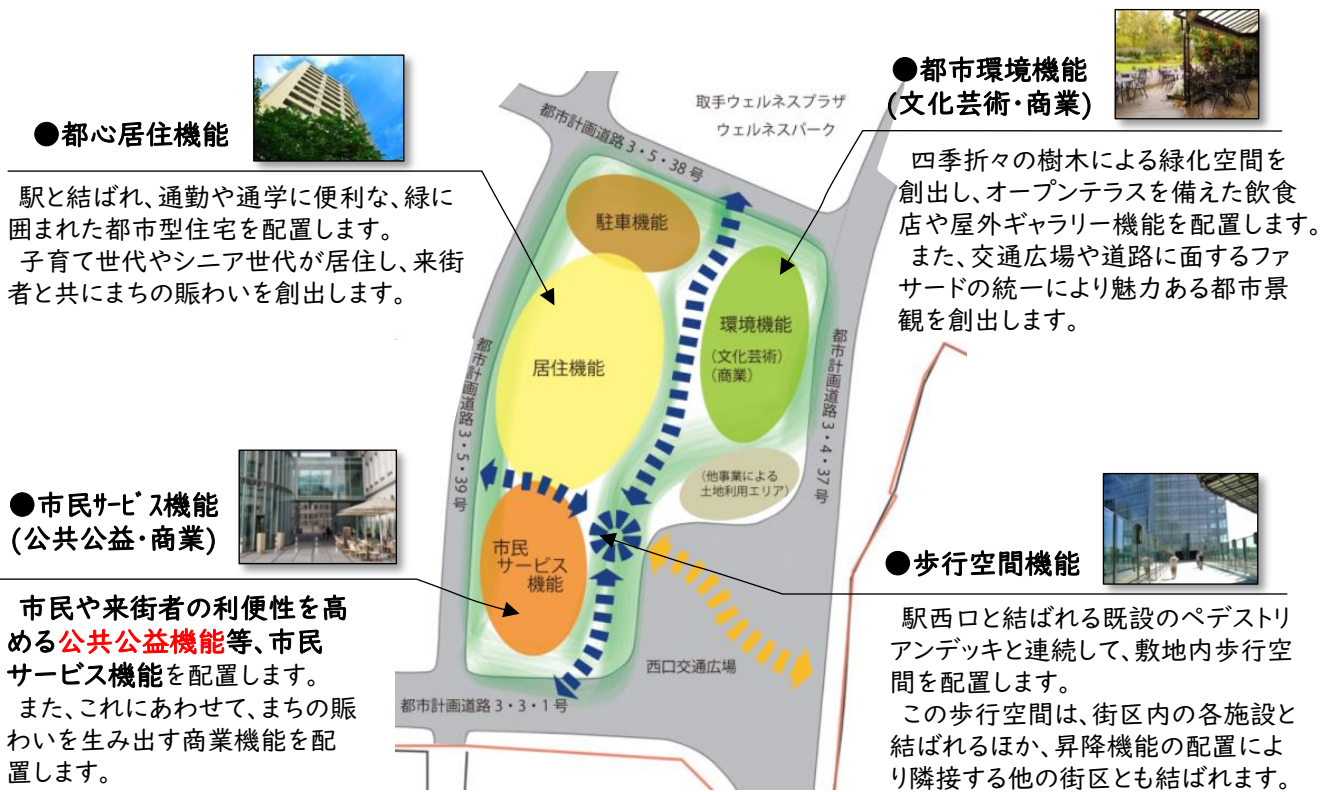 ●都心居住機能
駅と結ばれ、通勤や通学に便利な、緑に
囲まれた都市型住宅を配置します。
子育て世代やシニア世代が居住し、来街
者と共にまちの賑わいを創出します。
●市民ｻｰﾋﾞｽ機能
(公共公益・商業)
市民や来街者の利便性を高
める公共公益機能等、市民
サービス機能を配置します。
また、これにあわせて、まちの賑
わいを生み出す商業機能を配
置します。
取手ウェルネスプラザ
ウェルネスパーク
都市計画道路3・5・38号
駐車機能
居住機能
環境機能
(文化芸術)
(商業)
都市計画道路3・5・39号
都市計画道路3・4・37号
(他事業による
土地利用エリア)
市民
サービス
機能
西口交通広場
都市計画道路3・3・1号
●都市環境機能
(文化芸術・商業)
四季折々の樹木による緑化空間を
創出し、オープンテラスを備えた飲食
店や屋外ギャラリー機能を配置します。
また、交通広場や道路に面するファ
サードの統一により魅力ある都市景
観を創出します。
●歩行空間機能
駅西口と結ばれる既設のペデストリ
アンデッキと連続して、敷地内歩行空
間を配置します。
この歩行空間は、街区内の各施設と
結ばれるほか、昇降機能の配置によ
り隣接する他の街区とも結ばれます。